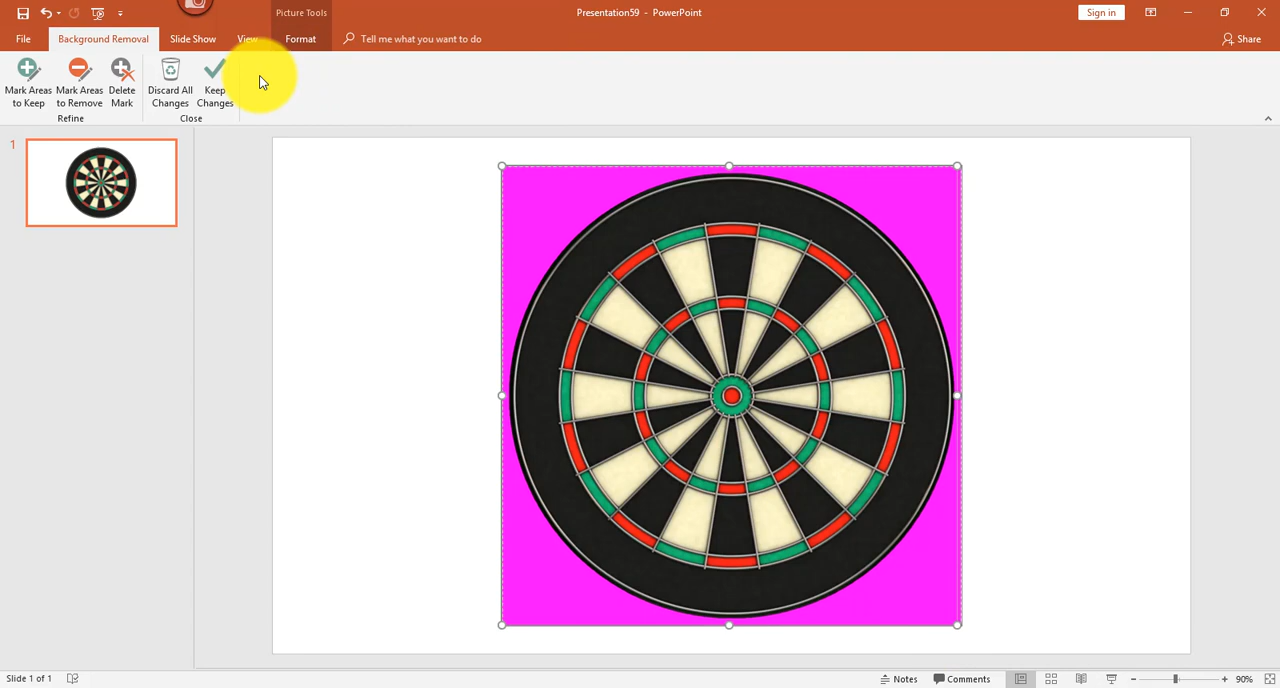 Picture Tools
Presentation59 - PowerPoint
Sign in
File
Background Removal
Slide Show
View
Format
Tell me what you want to do
Share
Mark Areas to Keep
Mark Areas to Remove
Delete Mark
Discard All Changes
Keep Changes
Refine
Close
1
Slide 1 of 1
Notes
Comments
90%